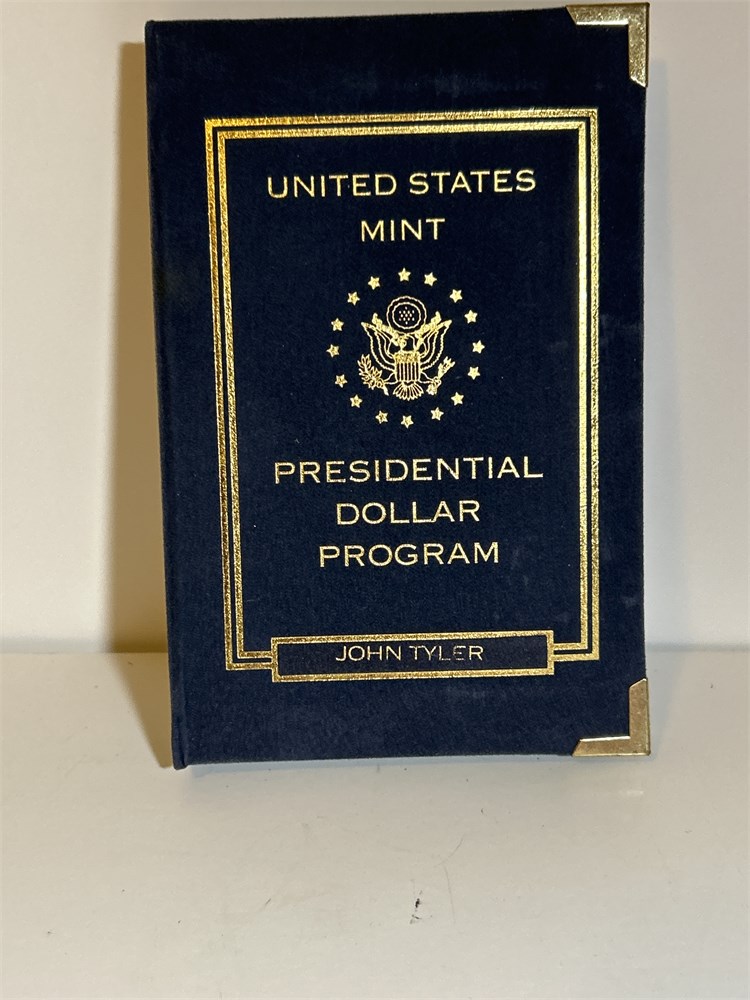 UNITED STATES
MINT
PRESIDENTIAL
DOLLAR
PROGRAM
JOHN TYLER